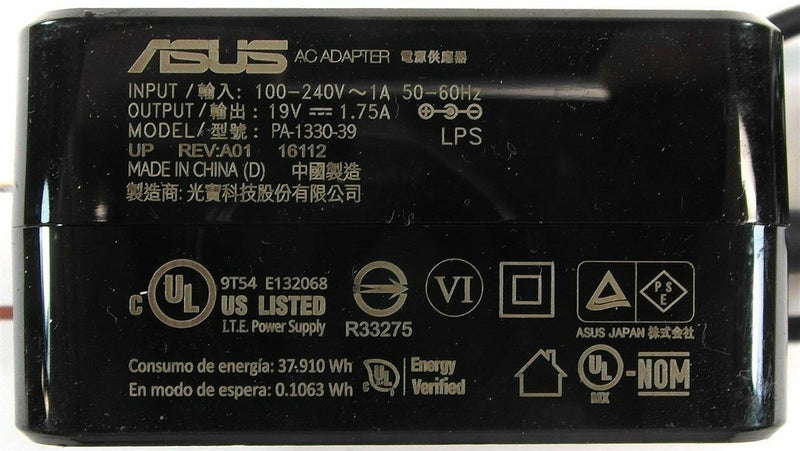 ASUS AC ADAPTER 電源供應器
INPUT / 輸入: 100-240V～1A 50-60Hz
OUTPUT / 輸出: 19V ⎓ 1.75A
LPS
MODEL / 型號: PA-1330-39
UP REV:A01 16112
MADE IN CHINA (D) 中國製造
製造商: 光寶科技股份有限公司
c UL 9T54 E132068
US LISTED
I.T.E. Power Supply
R33275
VI
PSE
ASUS JAPAN 株式会社
Consumo de energía: 37.910 Wh
En modo de espera: 0.1063 Wh
c UL Energy
Verified
UL-NOM
MX